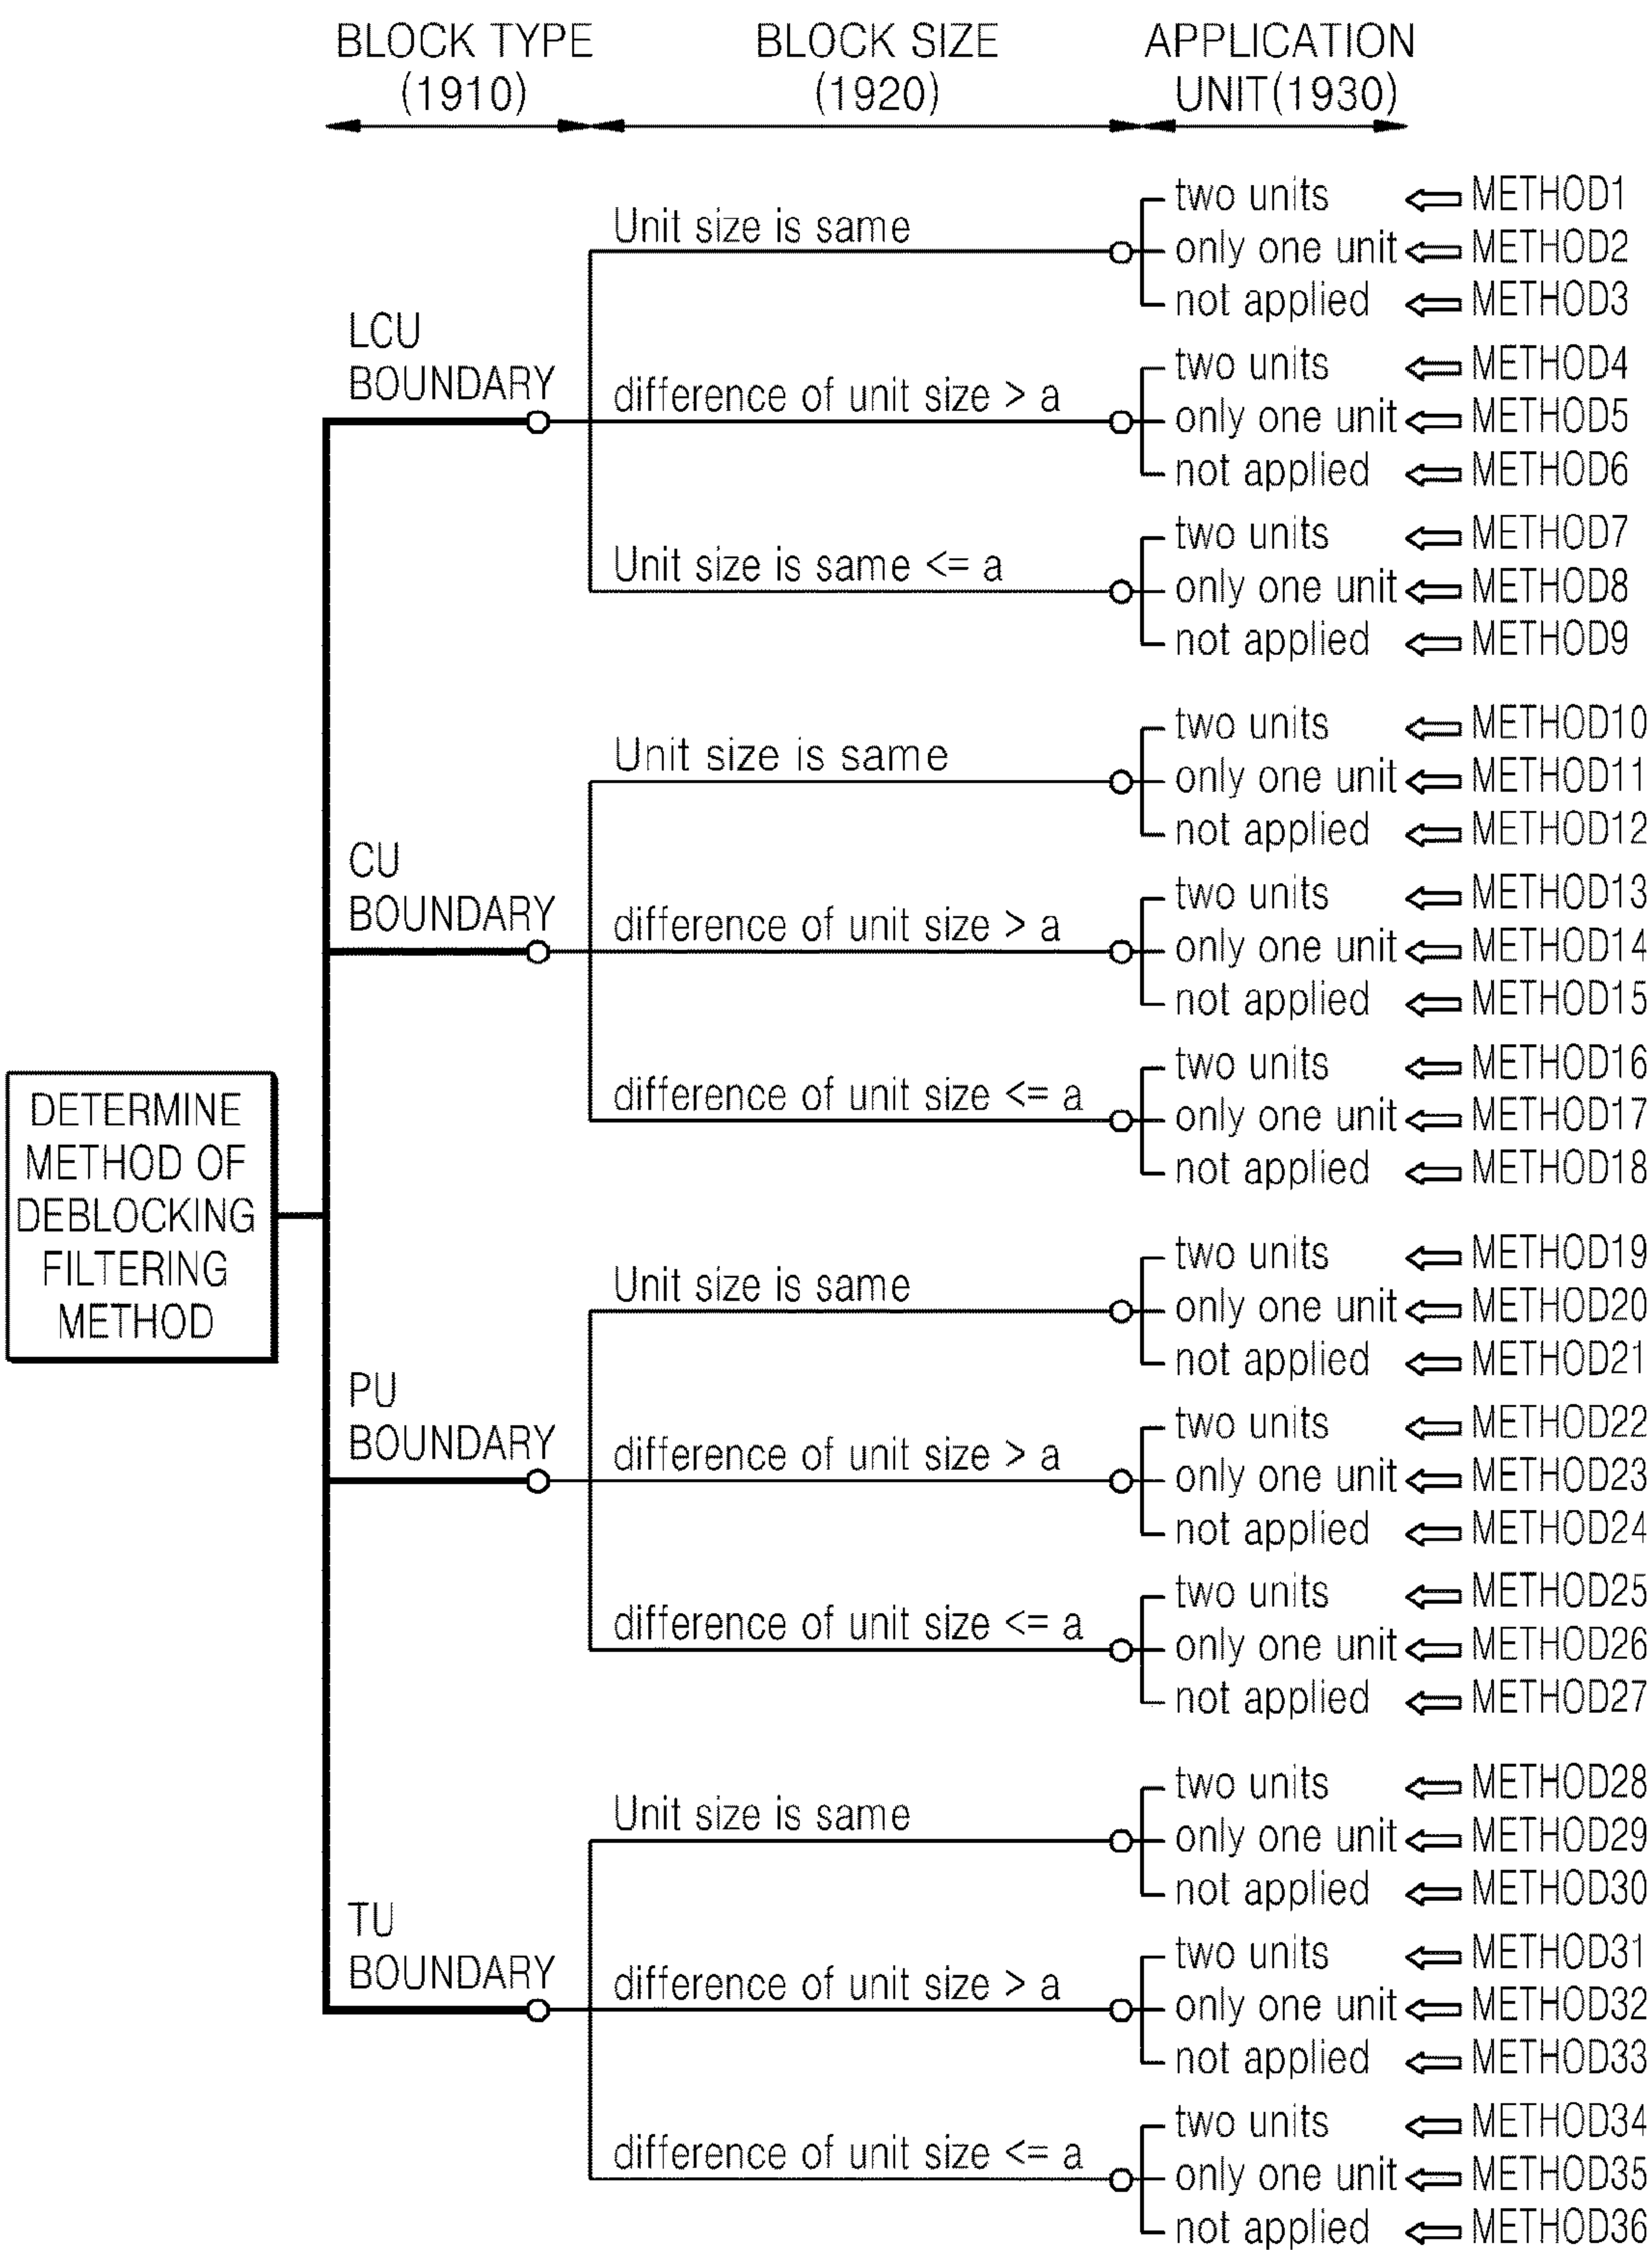 BLOCK TYPE
(1910)
BLOCK SIZE
(1920)
APPLICATION
UNIT(1930)
DETERMINE
METHOD OF
DEBLOCKING
FILTERING
METHOD
LCU
BOUNDARY
Unit size is same
two units METHOD1
only one unit METHOD2
not applied METHOD3
difference of unit size > a
two units METHOD4
only one unit METHOD5
not applied METHOD6
Unit size is same <= a
two units METHOD7
only one unit METHOD8
not applied METHOD9
CU
BOUNDARY
Unit size is same
two units METHOD10
only one unit METHOD11
not applied METHOD12
difference of unit size > a
two units METHOD13
only one unit METHOD14
not applied METHOD15
difference of unit size <= a
two units METHOD16
only one unit METHOD17
not applied METHOD18
PU
BOUNDARY
Unit size is same
two units METHOD19
only one unit METHOD20
not applied METHOD21
difference of unit size > a
two units METHOD22
only one unit METHOD23
not applied METHOD24
difference of unit size <= a
two units METHOD25
only one unit METHOD26
not applied METHOD27
TU
BOUNDARY
Unit size is same
two units METHOD28
only one unit METHOD29
not applied METHOD30
difference of unit size > a
two units METHOD31
only one unit METHOD32
not applied METHOD33
difference of unit size <= a
two units METHOD34
only one unit METHOD35
not applied METHOD36